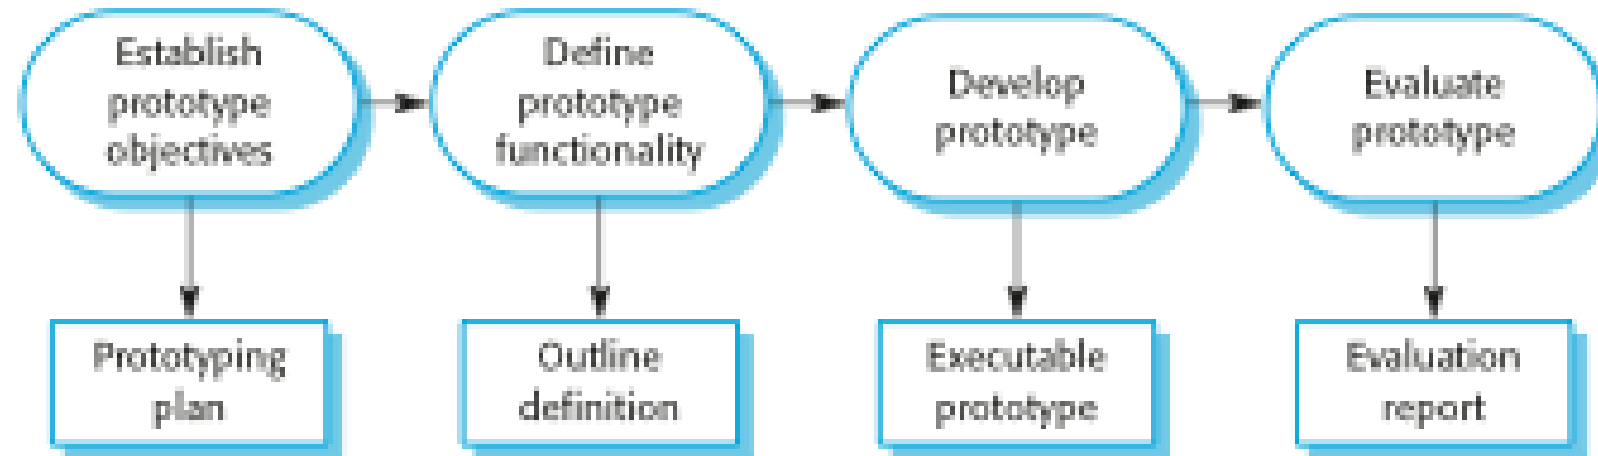 Establish
prototype
objectives
Define
prototype
functionality
Develop
prototype
Evaluate
prototype
Prototyping
plan
Outline
definition
Executable
prototype
Evaluation
report